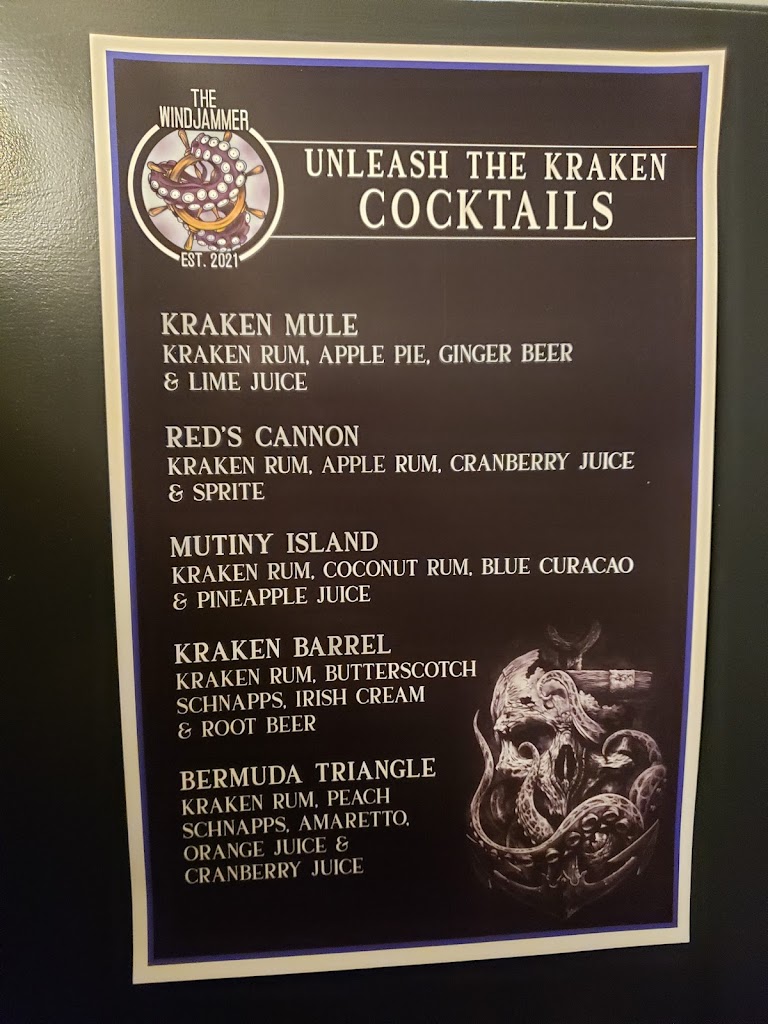 THE
WINDJAMMER
EST. 2021
UNLEASH THE KRAKEN
COCKTAILS
KRAKEN MULE
KRAKEN RUM, APPLE PIE, GINGER BEER
& LIME JUICE
RED'S CANNON
KRAKEN RUM, APPLE RUM, CRANBERRY JUICE
& SPRITE
MUTINY ISLAND
KRAKEN RUM, COCONUT RUM, BLUE CURACAO
& PINEAPPLE JUICE
KRAKEN BARREL
KRAKEN RUM, BUTTERSCOTCH
SCHNAPPS, IRISH CREAM
& ROOT BEER
BERMUDA TRIANGLE
KRAKEN RUM, PEACH
SCHNAPPS, AMARETTO,
ORANGE JUICE &
CRANBERRY JUICE